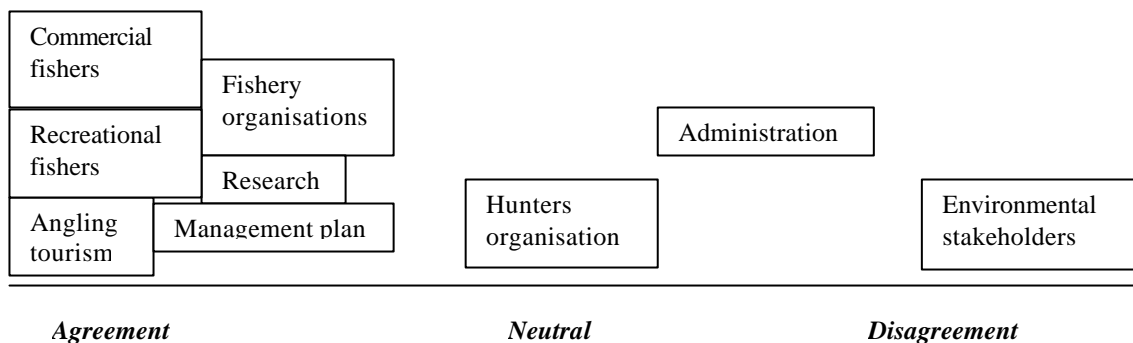 Commercial
fishers
Fishery
organisations
Recreational
fishers
Administration
Research
Hunters
organisation
Environmental
stakeholders
Angling
tourism
Management plan
Agreement
Neutral
Disagreement